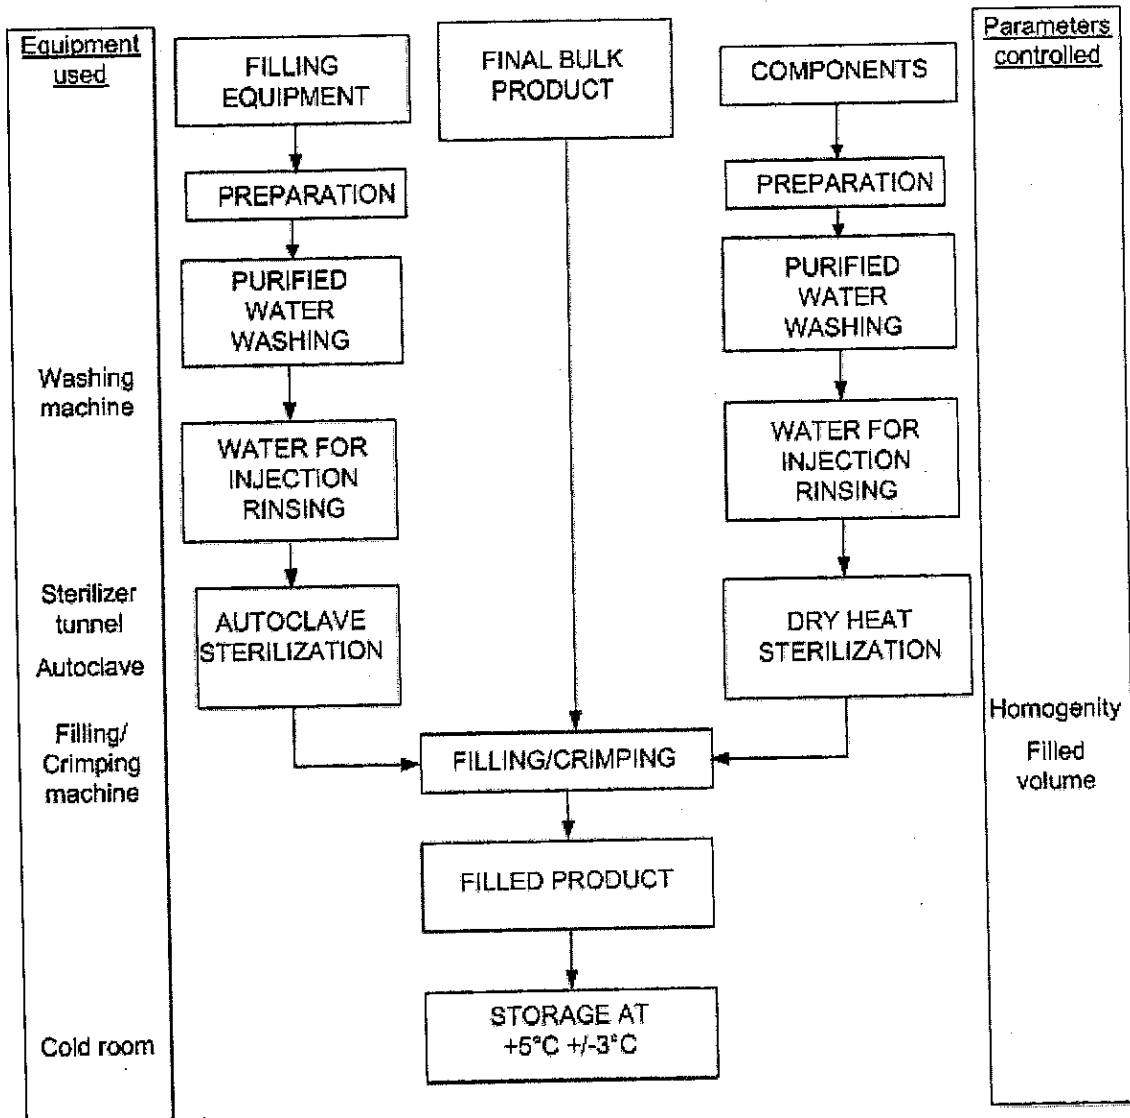 Equipment
used
FILLING
EQUIPMENT
FINAL BULK
PRODUCT
COMPONENTS
Parameters
controlled
PREPARATION
PREPARATION
PURIFIED
WATER
WASHING
PURIFIED
WATER
WASHING
Washing
machine
WATER FOR
INJECTION
RINSING
WATER FOR
INJECTION
RINSING
Sterilizer
tunnel
Autoclave
AUTOCLAVE
STERILIZATION
DRY HEAT
STERILIZATION
Homogenity
Filled
volume
Filling/
Crimping
machine
FILLING/CRIMPING
FILLED PRODUCT
STORAGE AT
+5°C +/-3°C
Cold room